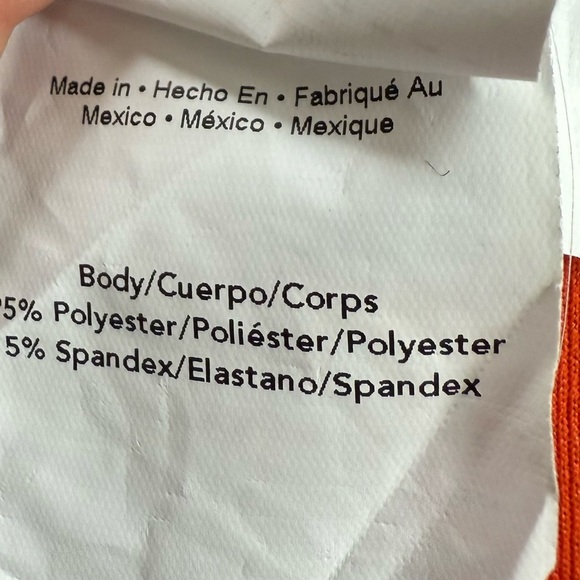 Made in • Hecho En • Fabriqué Au
Mexico • México • Mexique
Body/Cuerpo/Corps
95% Polyester/Poliéster/Polyester
5% Spandex/Elastano/Spandex